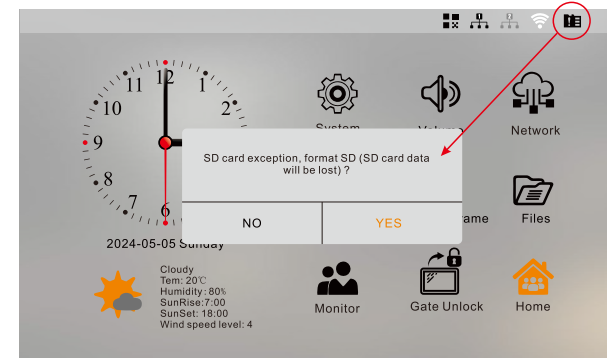 12
11
1
10
2
9
8
7
6
System
Volume
Network
SD card exception, format SD (SD card data
will be lost) ?
NO
YES
ame
Files
2024-05-05 Sunday
Cloudy
Tem: 20℃
Humidity: 80%
SunRise:7:00
SunSet: 18:00
Wind speed level: 4
Monitor
Gate Unlock
Home